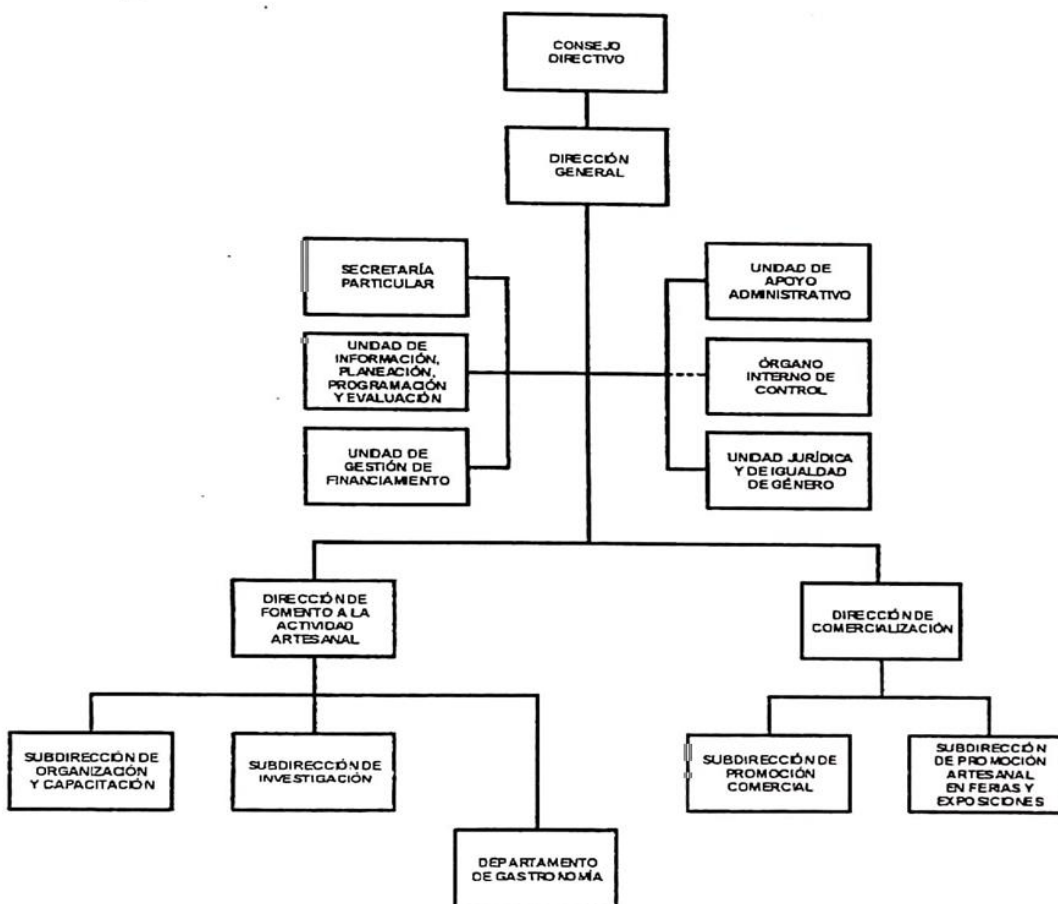 CONSEJO
DIRECTIVO
DIRECCIÓN
GENERAL
SECRETARÍA
PARTICULAR
UNIDAD DE
APOYO
ADMINISTRATIVO
UNIDAD DE
INFORMACIÓN,
PLANEACIÓN,
PROGRAMACIÓN
Y EVALUACIÓN
ÓRGANO
INTERNO DE
CONTROL
UNIDAD DE
GESTIÓN DE
FINANCIAMIENTO
UNIDAD JURÍDICA
Y DE IGUALDAD
DE GÉNERO
DIRECCIÓN DE
FOMENTO A LA
ACTIVIDAD
ARTESANAL
DIRECCIÓN DE
COMERCIALIZACIÓN
SUBDIRECCIÓN DE
ORGANIZACIÓN
Y CAPACITACIÓN
SUBDIRECCIÓN DE
INVESTIGACIÓN
SUBDIRECCIÓN DE
PROMOCIÓN
COMERCIAL
SUBDIRECCIÓN
DE PROMOCIÓN
ARTESANAL
EN FERIAS Y
EXPOSICIONES
DEPARTAMENTO
DE GASTRONOMÍA